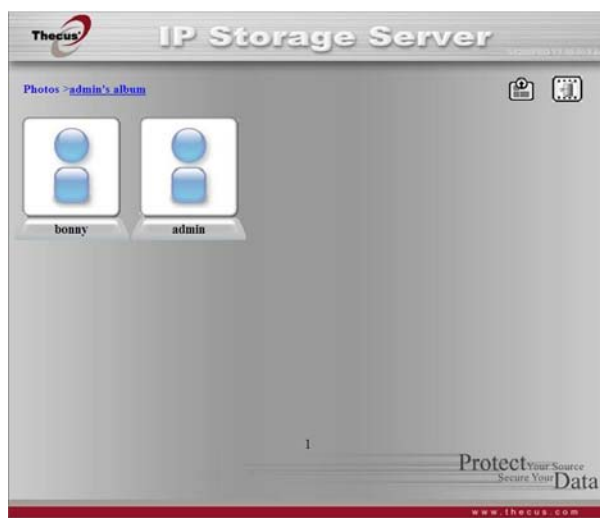 Thecus
IP Storage Server
Photos >admin's album
bonny
admin
1
Protect Your Source
Secure Your Data
www.thecus.com